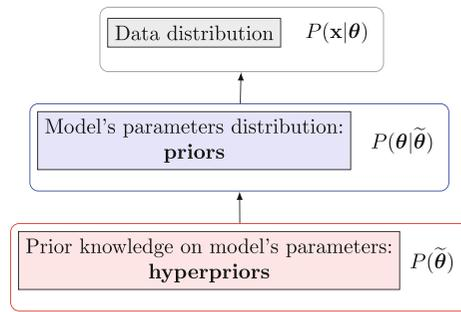 Data distribution P(x|θ)
Model's parameters distribution:
priors
P(θ|θ̃)
Prior knowledge on model's parameters:
hyperpriors
P(θ̃)